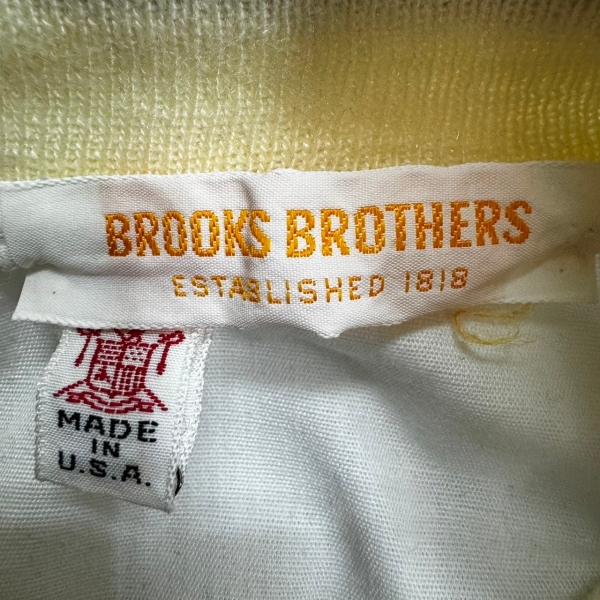 BROOKS BROTHERS
ESTABLISHED 1818
MADE
IN
U.S.A.